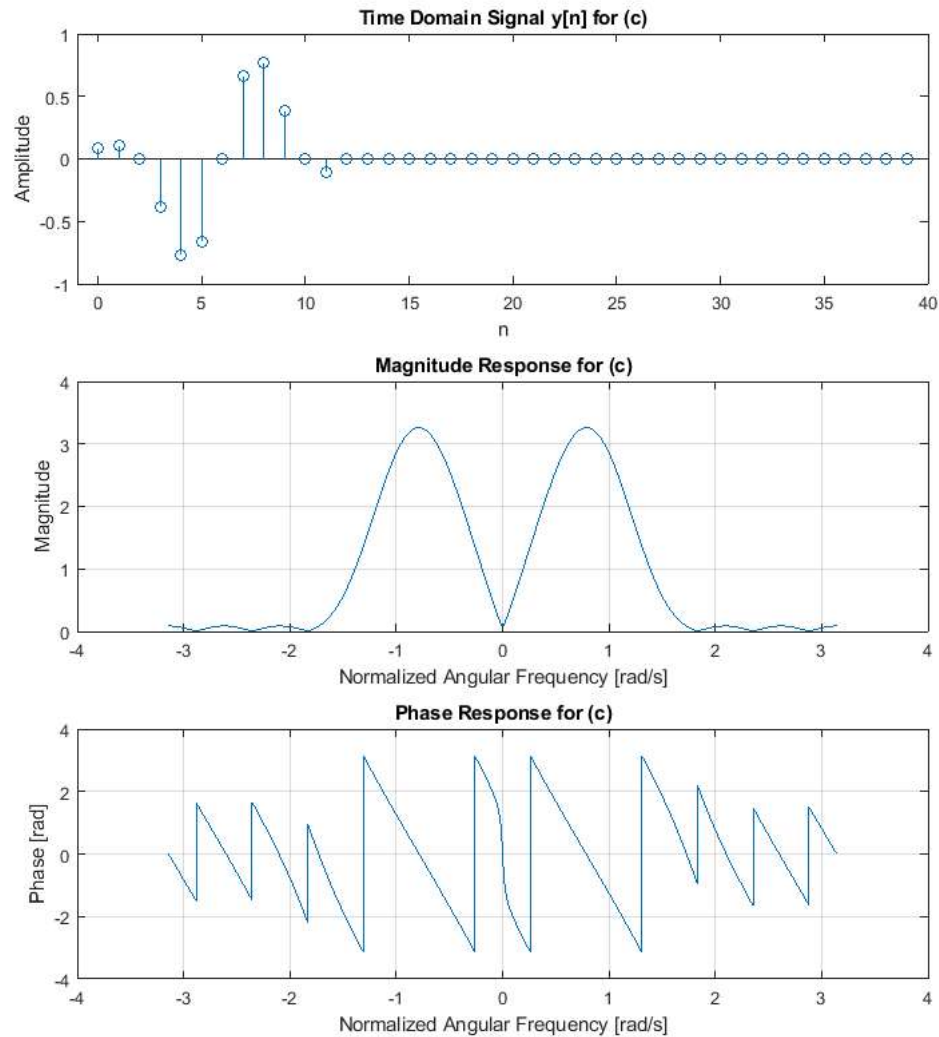 Time Domain Signal y[n] for (c)
1
0.5
0
-0.5
-1
Amplitude
0 5 10 15 20 25 30 35 40
n
Magnitude Response for (c)
4
3
2
1
0
Magnitude
-4 -3 -2 -1 0 1 2 3 4
Normalized Angular Frequency [rad/s]
Phase Response for (c)
4
2
0
-2
-4
Phase [rad]
-4 -3 -2 -1 0 1 2 3 4
Normalized Angular Frequency [rad/s]